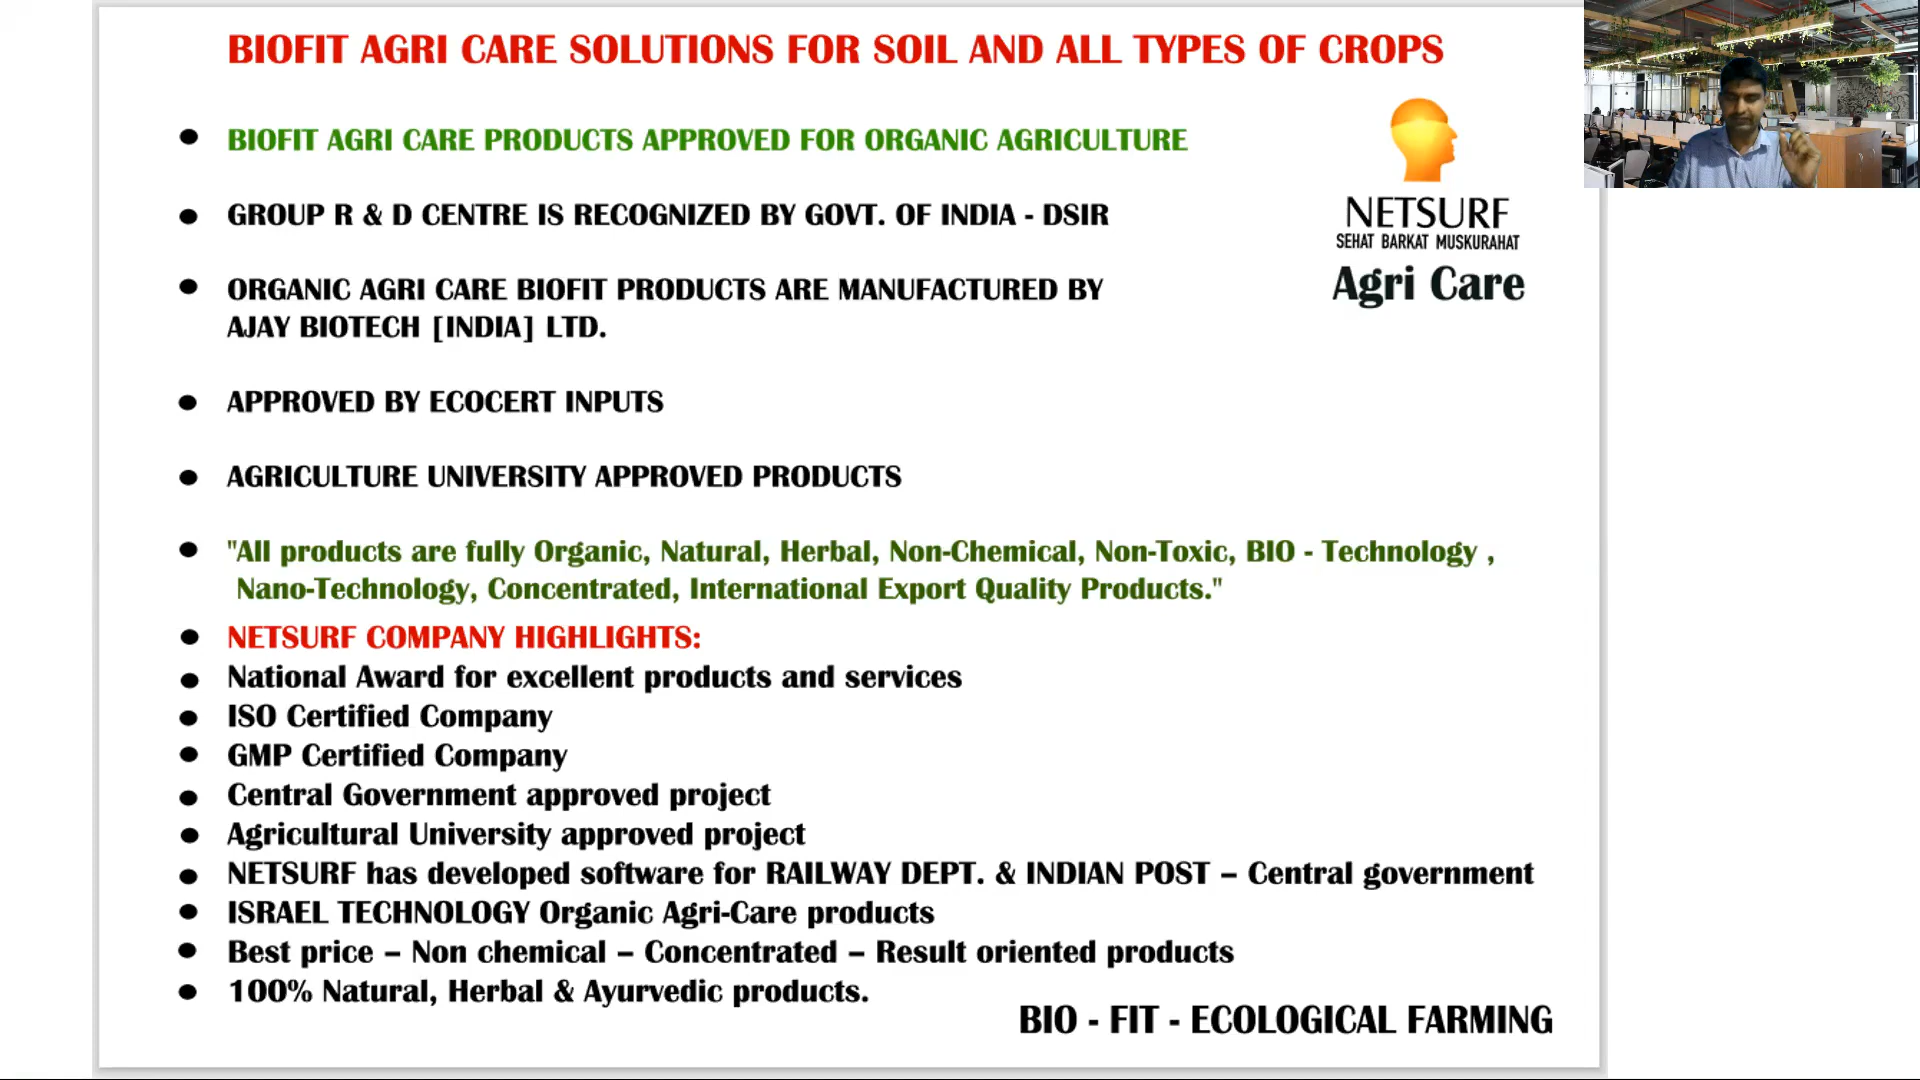 BIOFIT AGRI CARE SOLUTIONS FOR SOIL AND ALL TYPES OF CROPS
BIOFIT AGRI CARE PRODUCTS APPROVED FOR ORGANIC AGRICULTURE
GROUP R & D CENTRE IS RECOGNIZED BY GOVT. OF INDIA - DSIR
NETSURF
SEHAT BARKAT MUSKURAHAT
Agri Care
ORGANIC AGRI CARE BIOFIT PRODUCTS ARE MANUFACTURED BY
AJAY BIOTECH [INDIA] LTD.
APPROVED BY ECOCERT INPUTS
AGRICULTURE UNIVERSITY APPROVED PRODUCTS
"All products are fully Organic, Natural, Herbal, Non-Chemical, Non-Toxic, BIO - Technology ,
Nano-Technology, Concentrated, International Export Quality Products."
NETSURF COMPANY HIGHLIGHTS:
National Award for excellent products and services
ISO Certified Company
GMP Certified Company
Central Government approved project
Agricultural University approved project
NETSURF has developed software for RAILWAY DEPT. & INDIAN POST – Central government
ISRAEL TECHNOLOGY Organic Agri-Care products
Best price – Non chemical – Concentrated – Result oriented products
100% Natural, Herbal & Ayurvedic products.
BIO - FIT - ECOLOGICAL FARMING